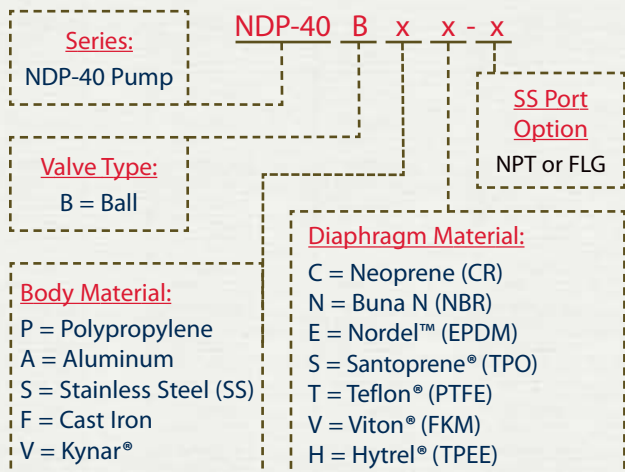 NDP-40 B x x - x
Series:
NDP-40 Pump
SS Port
Option
NPT or FLG
Valve Type:
B = Ball
Body Material:
P = Polypropylene
A = Aluminum
S = Stainless Steel (SS)
F = Cast Iron
V = Kynar®
Diaphragm Material:
C = Neoprene (CR)
N = Buna N (NBR)
E = Nordel™ (EPDM)
S = Santoprene® (TPO)
T = Teflon® (PTFE)
V = Viton® (FKM)
H = Hytrel® (TPEE)